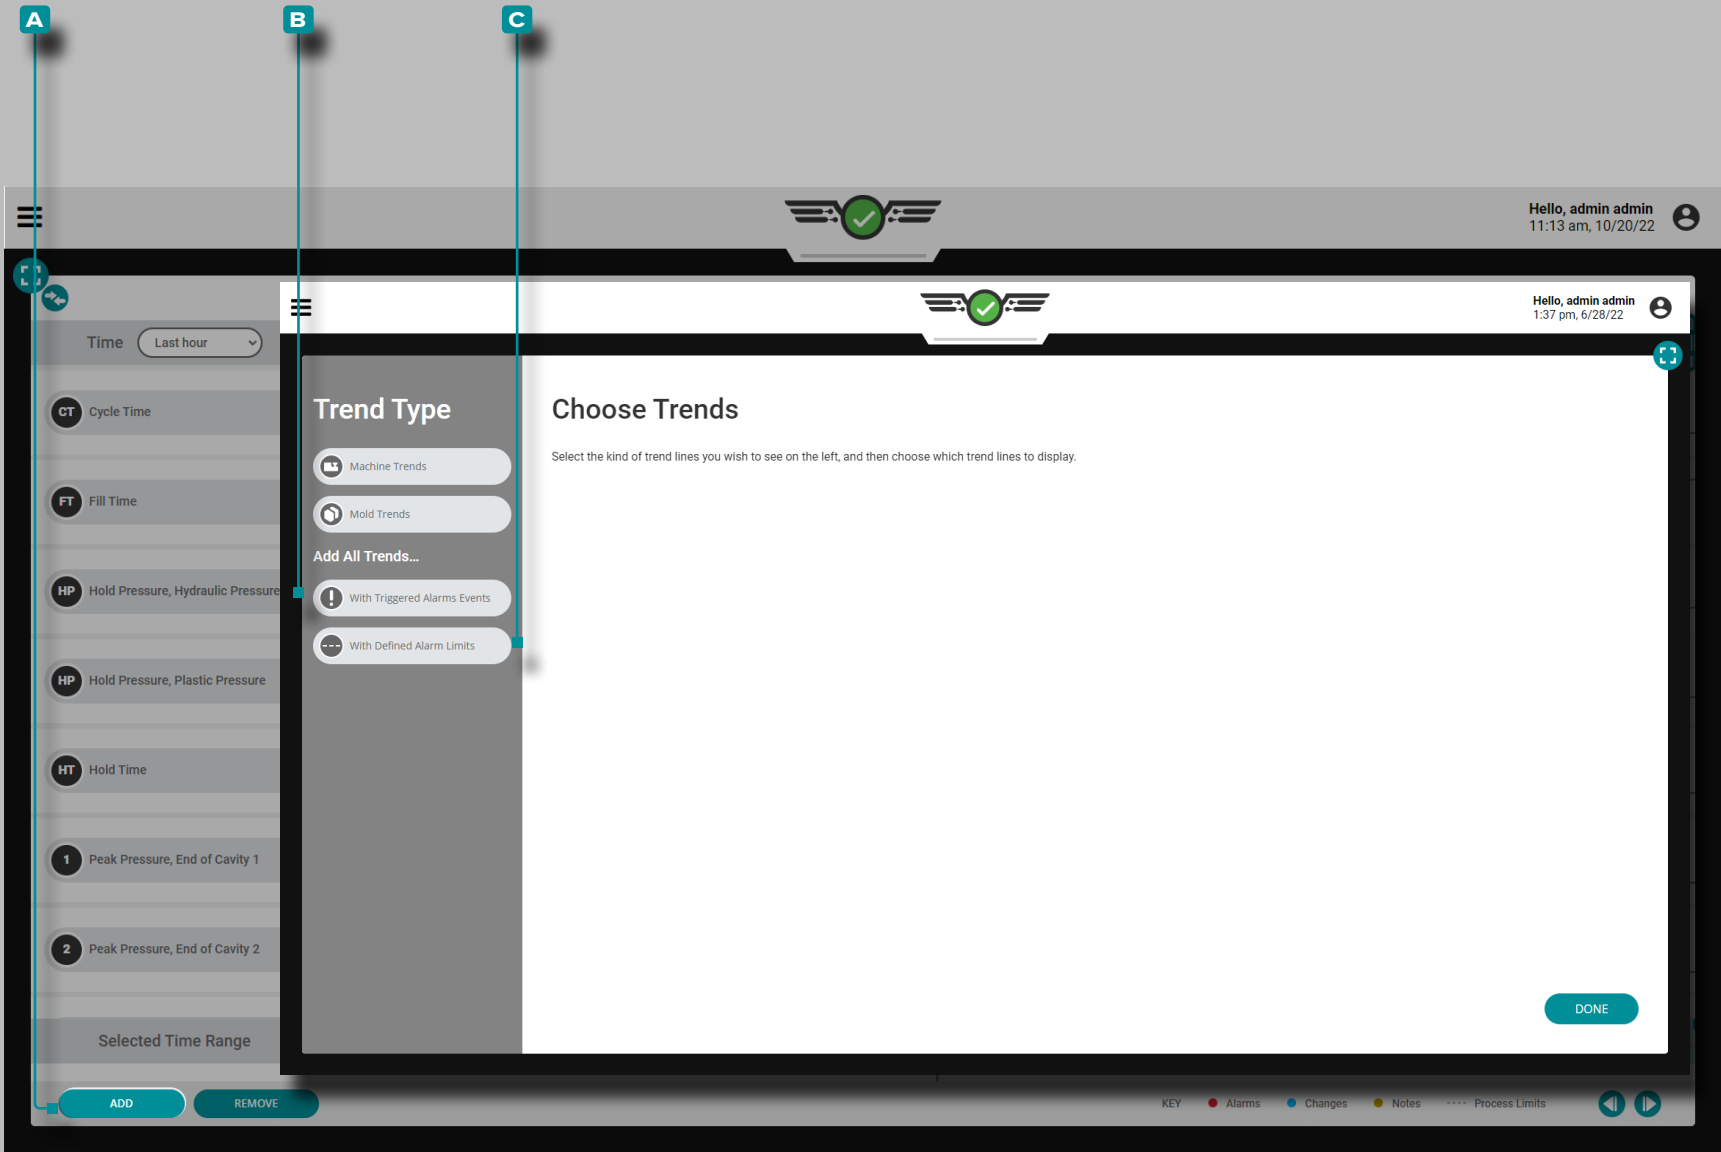 A
B
C
Hello, admin admin
11:13 am, 10/20/22
Hello, admin admin
1:37 pm, 6/28/22
Time
Last hour
CT Cycle Time
FT Fill Time
HP Hold Pressure, Hydraulic Pressure
HP Hold Pressure, Plastic Pressure
HT Hold Time
1 Peak Pressure, End of Cavity 1
2 Peak Pressure, End of Cavity 2
Selected Time Range
ADD
REMOVE
Trend Type
Machine Trends
Mold Trends
Add All Trends...
With Triggered Alarms Events
With Defined Alarm Limits
Choose Trends
Select the kind of trend lines you wish to see on the left, and then choose which trend lines to display.
DONE
KEY Alarms Changes Notes Process Limits